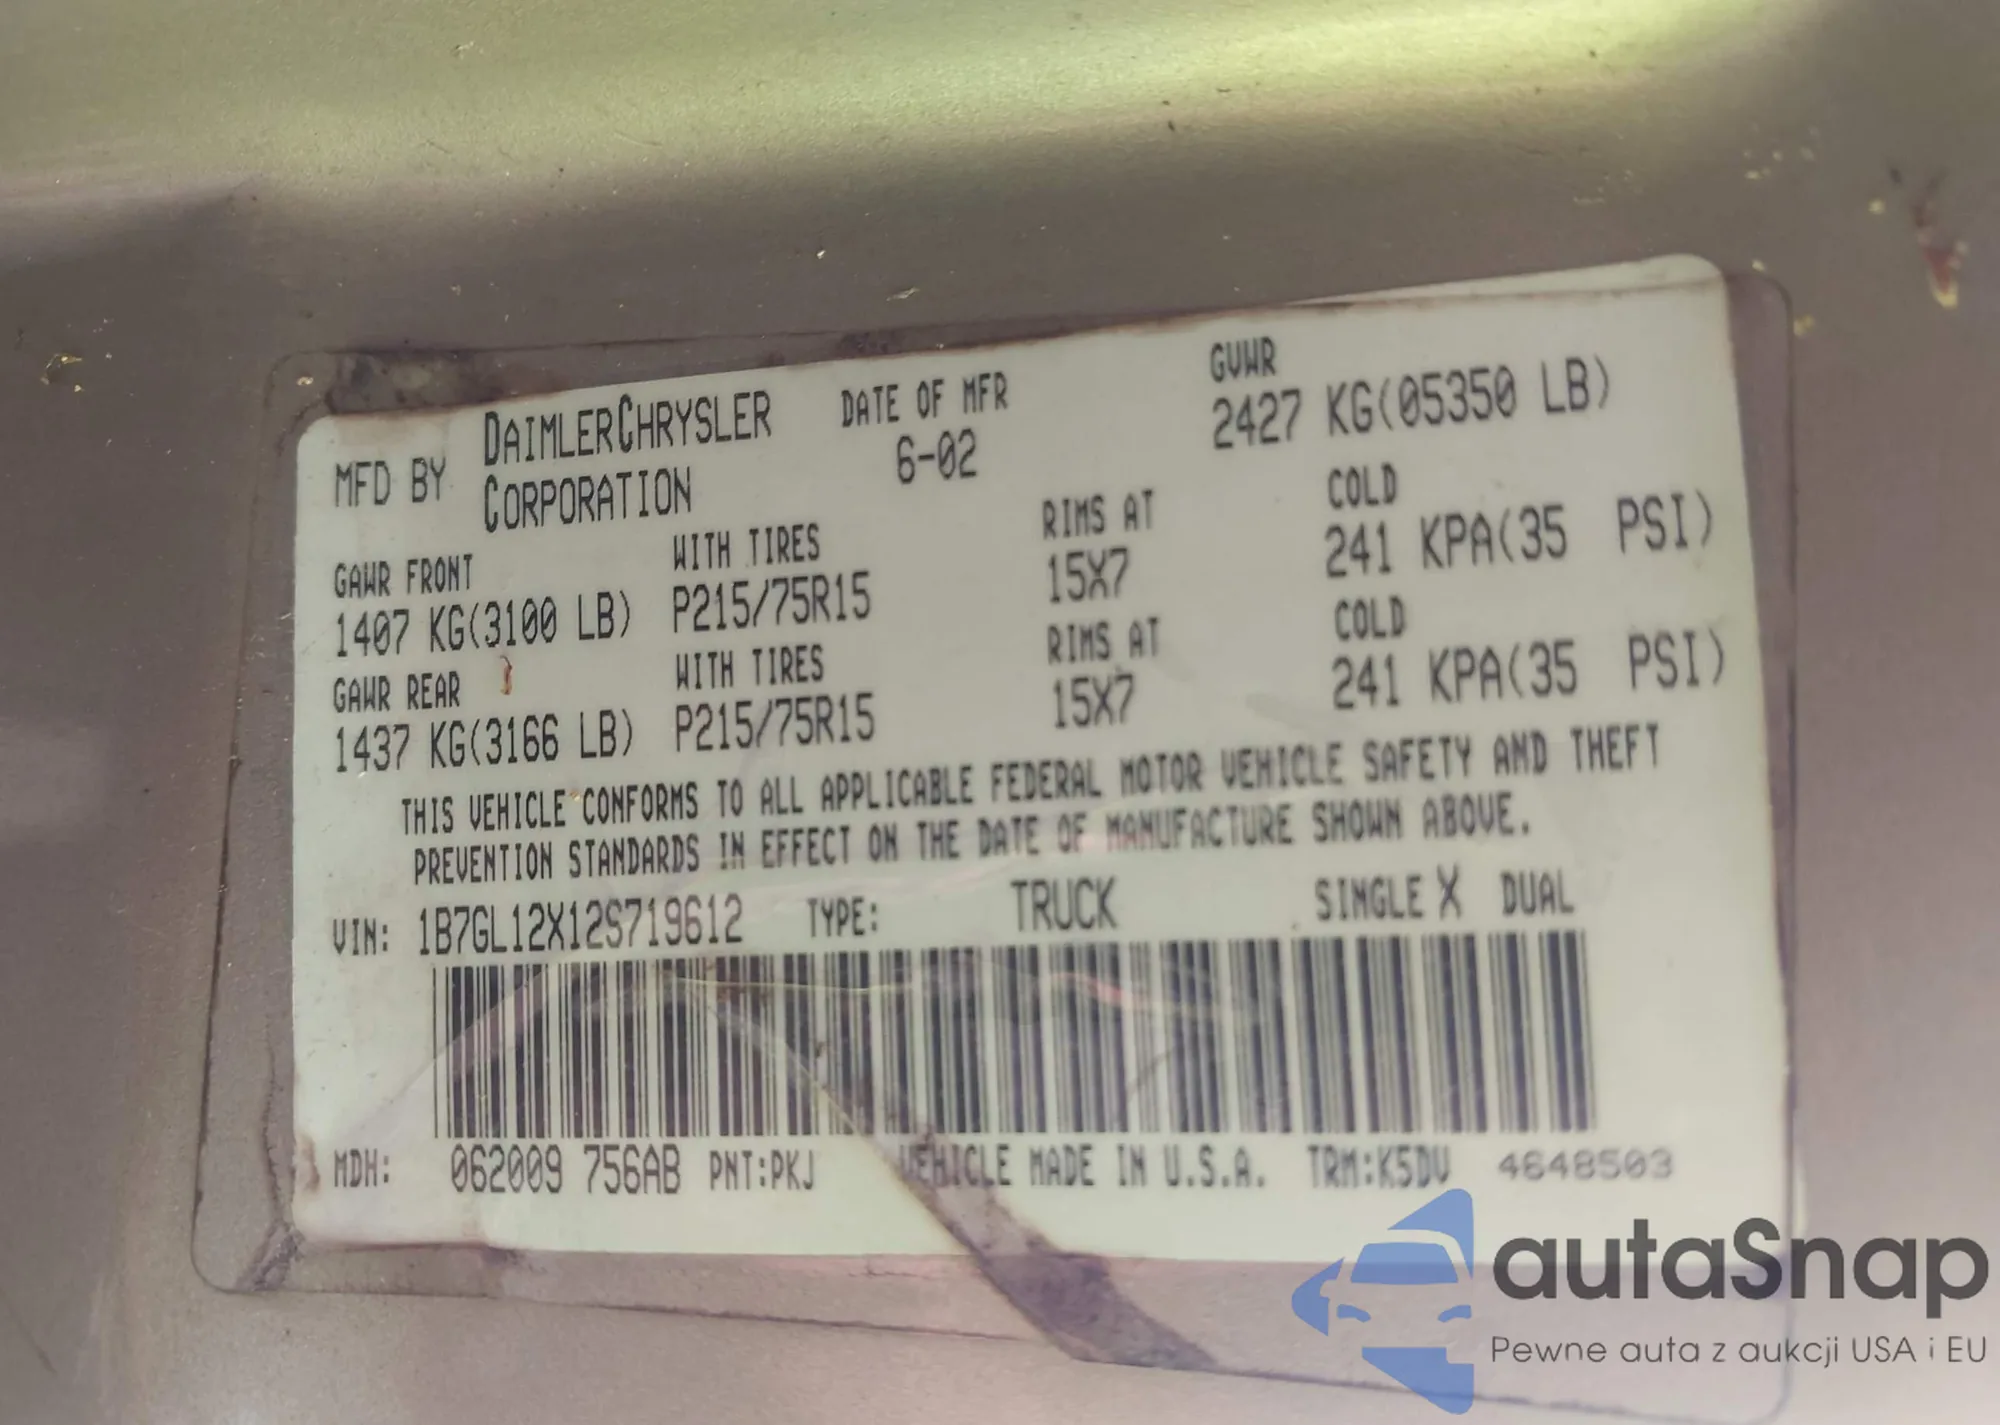 MFD BY DAIMLERCHRYSLER CORPORATION DATE OF MFR 6-02 GVWR 2427 KG(05350 LB)
GAWR FRONT WITH TIRES RIMS AT COLD
1407 KG(3100 LB) P215/75R15 15X7 241 KPA(35 PSI)
GAWR REAR WITH TIRES RIMS AT COLD
1437 KG(3166 LB) P215/75R15 15X7 241 KPA(35 PSI)
THIS VEHICLE CONFORMS TO ALL APPLICABLE FEDERAL MOTOR VEHICLE SAFETY AND THEFT
PREVENTION STANDARDS IN EFFECT ON THE DATE OF MANUFACTURE SHOWN ABOVE.
VIN: 1B7GL12X12S719612 TYPE: TRUCK SINGLE X DUAL
MDH: 062009 756AB PNT:PKJ VEHICLE MADE IN U.S.A. TRM:K5DV 4648503
autaSnap
Pewne auta z aukcji USA i EU